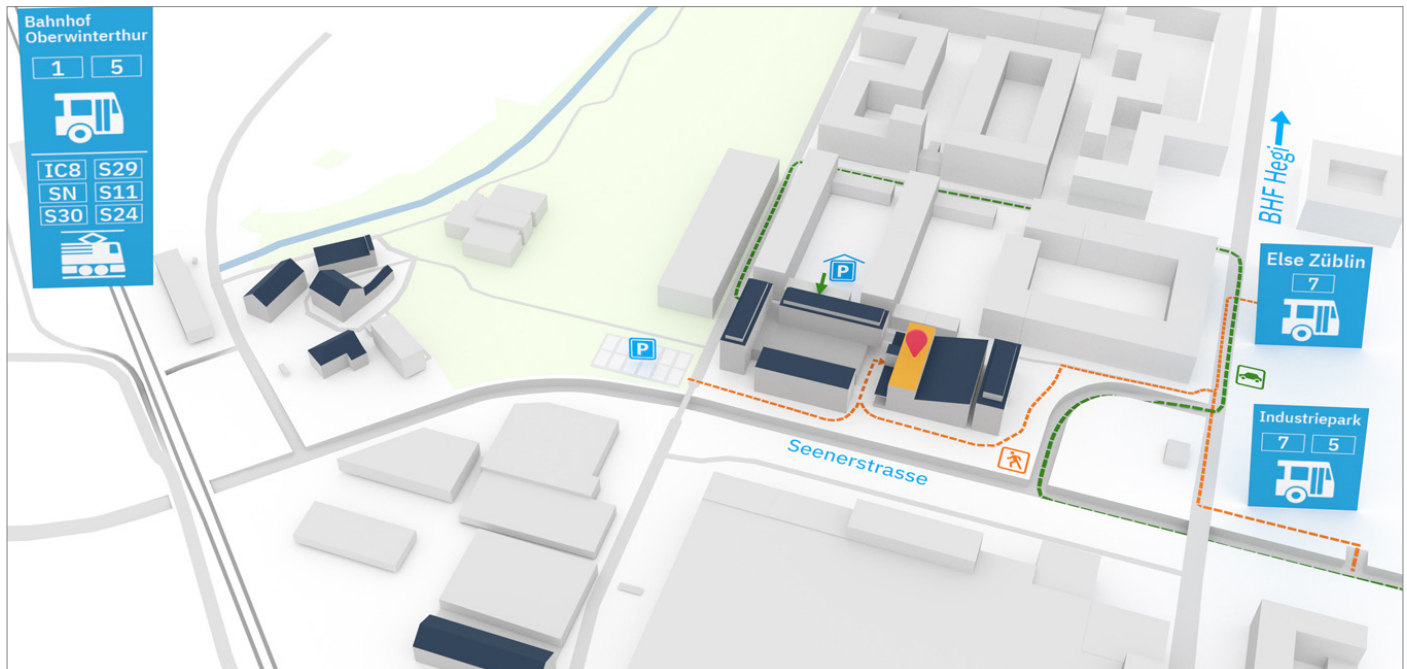 Bahnhof
Oberwinterthur
1 5
IC8 S29
SN S11
S30 S24
P
P
BHF Hegi
Else Züblin
7
Seenerstrasse
Industriepark
7 5